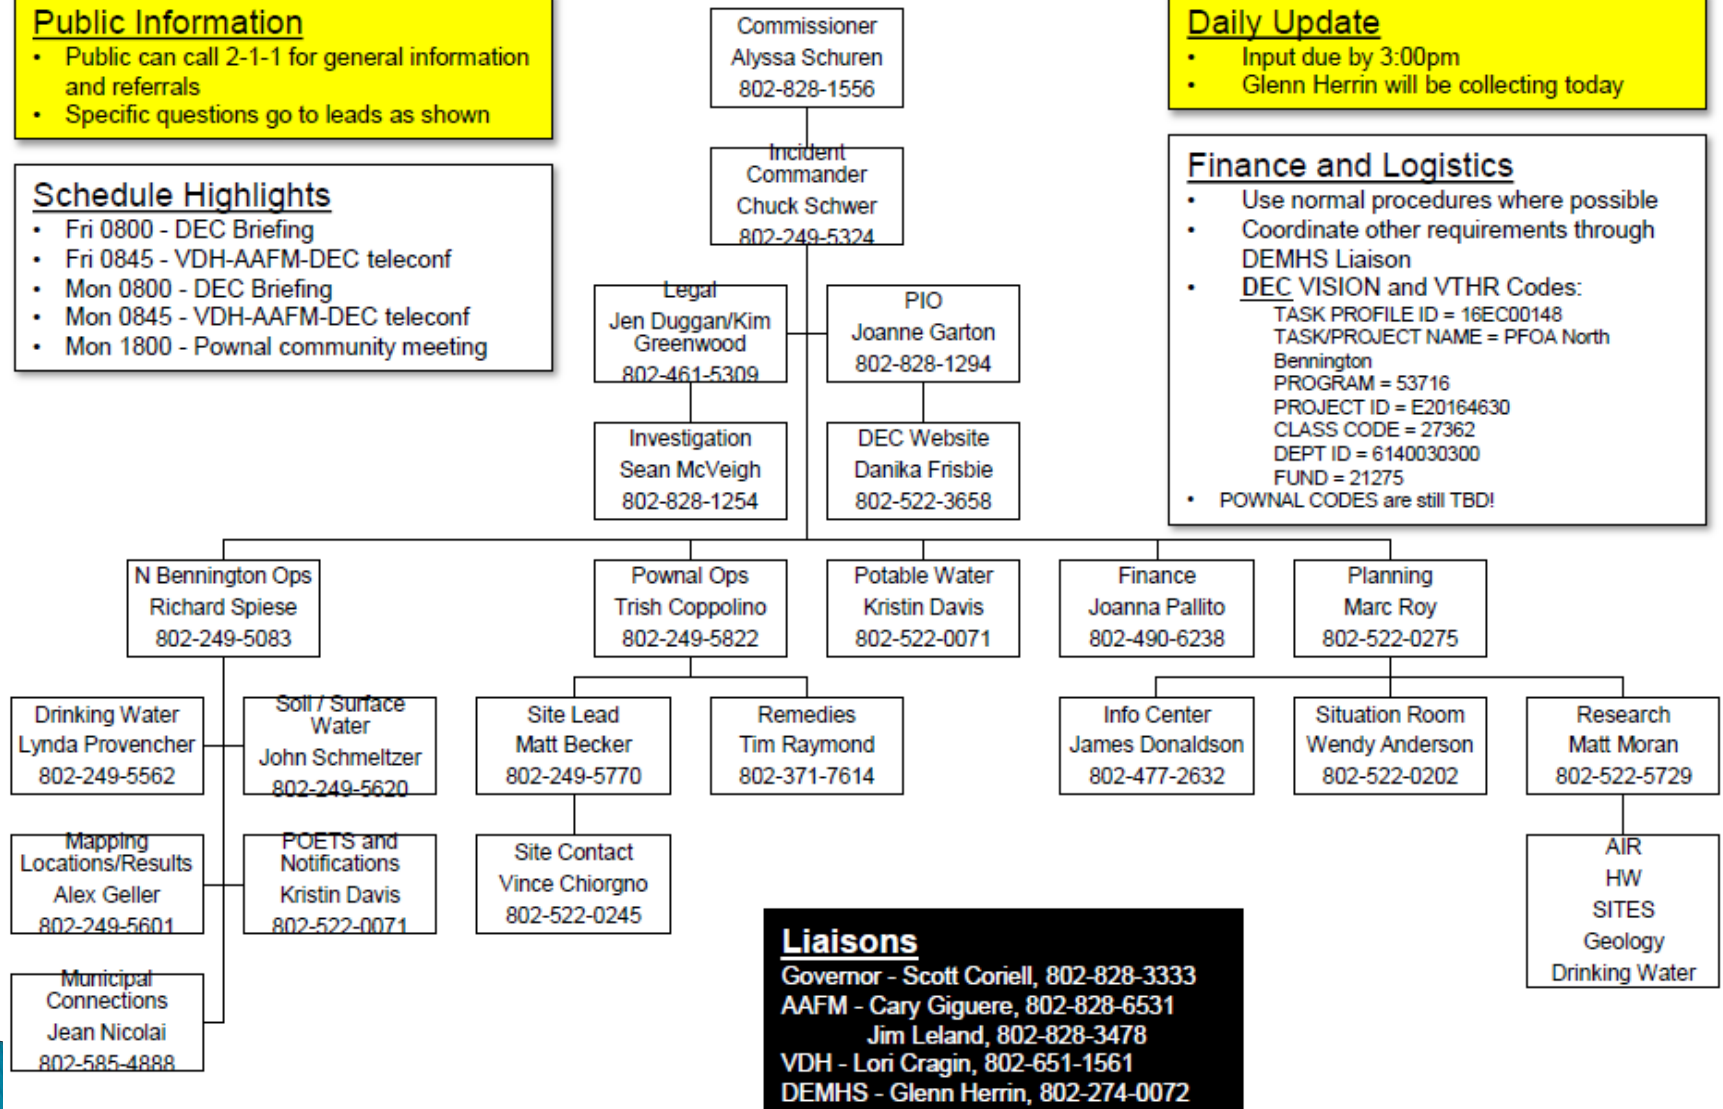 Public Information
• Public can call 2-1-1 for general information
and referrals
• Specific questions go to leads as shown
Schedule Highlights
• Fri 0800 - DEC Briefing
• Fri 0845 - VDH-AAFM-DEC teleconf
• Mon 0800 - DEC Briefing
• Mon 0845 - VDH-AAFM-DEC teleconf
• Mon 1800 - Pownal community meeting
Commissioner
Alyssa Schuren
802-828-1556
Incident
Commander
Chuck Schwer
802-249-5324
Daily Update
• Input due by 3:00pm
• Glenn Herrin will be collecting today
Finance and Logistics
• Use normal procedures where possible
• Coordinate other requirements through
DEMHS Liaison
• DEC VISION and VTHR Codes:
TASK PROFILE ID = 16EC00148
TASK/PROJECT NAME = PFOA North
Bennington
PROGRAM = 53716
PROJECT ID = E20164630
CLASS CODE = 27362
DEPT ID = 6140030300
FUND = 21275
• POWNAL CODES are still TBD!
Legal
Jen Duggan/Kim
Greenwood
802-461-5309
PIO
Joanne Garton
802-828-1294
Investigation
Sean McVeigh
802-828-1254
DEC Website
Danika Frisbie
802-522-3658
N Bennington Ops
Richard Spiese
802-249-5083
Pownal Ops
Trish Coppolino
802-249-5822
Potable Water
Kristin Davis
802-522-0071
Finance
Joanna Pallito
802-490-6238
Planning
Marc Roy
802-522-0275
Drinking Water
Lynda Provencher
802-249-5562
Soil / Surface
Water
John Schmeltzer
802-249-5620
Site Lead
Matt Becker
802-249-5770
Remedies
Tim Raymond
802-371-7614
Info Center
James Donaldson
802-477-2632
Situation Room
Wendy Anderson
802-522-0202
Research
Matt Moran
802-522-5729
Mapping
Locations/Results
Alex Geller
802-249-5601
POETS and
Notifications
Kristin Davis
802-522-0071
Site Contact
Vince Chiorgno
802-522-0245
AIR
HW
SITES
Geology
Drinking Water
Municipal
Connections
Jean Nicolai
802-585-4888
Liaisons
Governor - Scott Coriell, 802-828-3333
AAFM - Cary Giguere, 802-828-6531
Jim Leland, 802-828-3478
VDH - Lori Cragin, 802-651-1561
DEMHS - Glenn Herrin, 802-274-0072